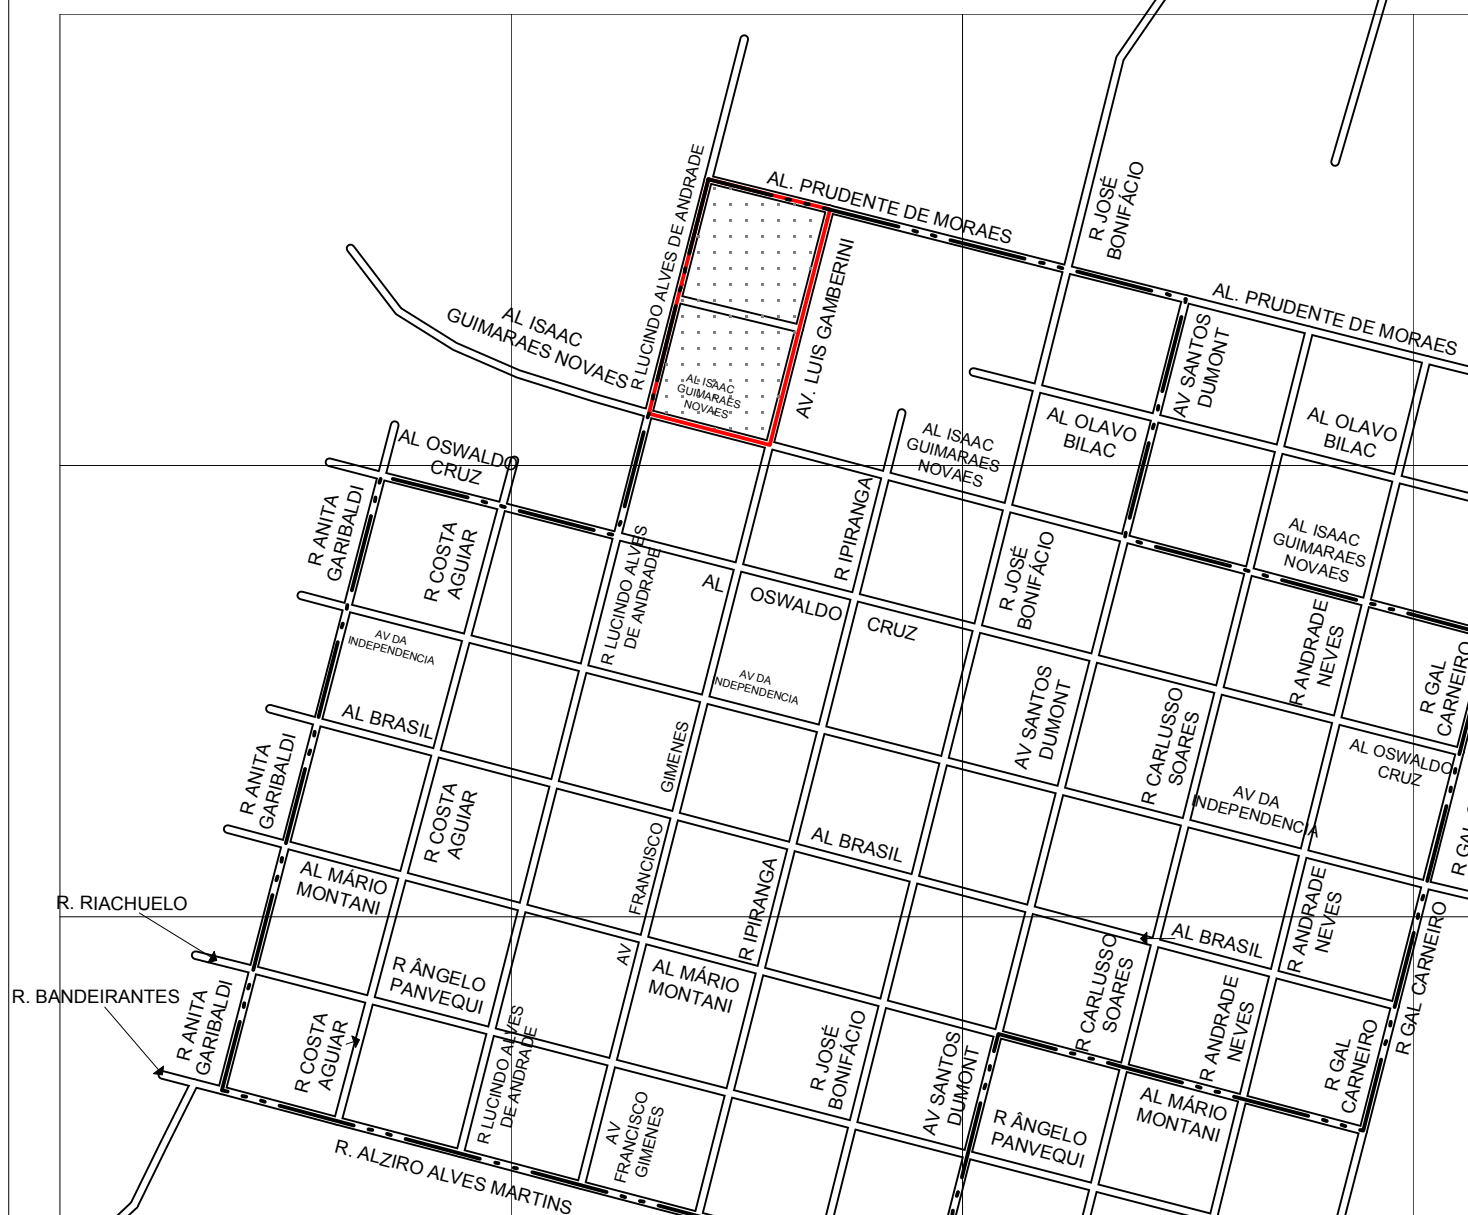 AL. PRUDENTE DE MORAES
R JOSÉ
BONIFÁCIO
R LUCINDO ALVES DE ANDRADE
AV. LUIS GAMBERINI
AL. PRUDENTE DE MORAES
AL ISAAC
GUIMARAES NOVAES
AL ISAAC
GUIMARAES
NOVAES
AV SANTOS
DUMONT
AL OLAVO
BILAC
AL OLAVO
BILAC
AL OSWALDO
CRUZ
AL ISAAC
GUIMARAES
NOVAES
R ANITA
GARIBALDI
R COSTA
AGUIAR
R LUCINDO ALVES
DE ANDRADE
R IPIRANGA
R JOSÉ
BONIFÁCIO
AL ISAAC
GUIMARAES
NOVAES
AL
OSWALDO
CRUZ
AV DA
INDEPENDENCIA
AV DA
NDEPENDENCIA
R ANDRADE
NEVES
R GAL
CARNEIRO
AL BRASIL
GIMENES
AV SANTOS
DUMONT
R CARLUSSO
SOARES
AL OSWALDO
CRUZ
R ANITA
GARIBALDI
R COSTA
AGUIAR
AV DA
INDEPENDENCIA
AL BRASIL
R GAL
FRANCISCO
AL MÁRIO
MONTANI
R. RIACHUELO
R IPIRANGA
R ANDRADE
NEVES
AL BRASIL
AV
R CARLUSSO
SOARES
R GAL CARNEIRO
R ÂNGELO
PANVEQUI
AL MÁRIO
MONTANI
R. BANDEIRANTES
R ANITA
GARIBALDI
R COSTA
AGUIAR
R LUCINDO ALVES
DE ANDRADE
R JOSÉ
BONIFÁCIO
AV SANTOS
DUMONT
R ANDRADE
NEVES
R GAL
CARNEIRO
AV
FRANCISCO
GIMENES
R ÂNGELO
PANVEQUI
AL MÁRIO
MONTANI
R. ALZIRO ALVES MARTINS